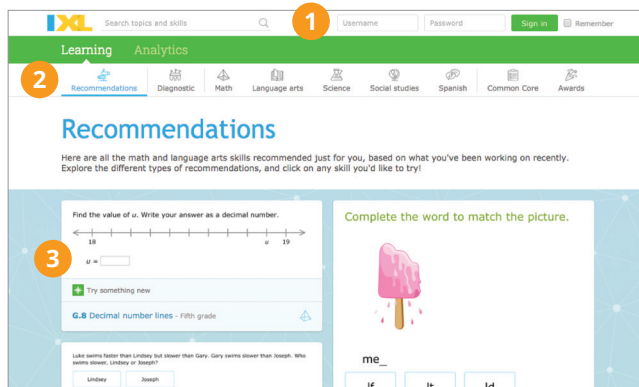 IXL Search topics and skills 1 Username Password Sign in Remember
Learning Analytics
2 Recommendations Diagnostic Math Language arts Science Social studies Spanish Common Core Awards
Recommendations
Here are all the math and language arts skills recommended just for you, based on what you've been working on recently.
Explore the different types of recommendations, and click on any skill you'd like to try!
Find the value of u. Write your answer as a decimal number.
18 u 19
3 u =
Try something new
G.8 Decimal number lines - Fifth grade
Luke swims faster than Lindsey but slower than Gary. Gary swims slower than Joseph. Who
swims slower, Lindsey or Joseph?
Lindsey Joseph
Complete the word to match the picture.
me_
lf lt ld